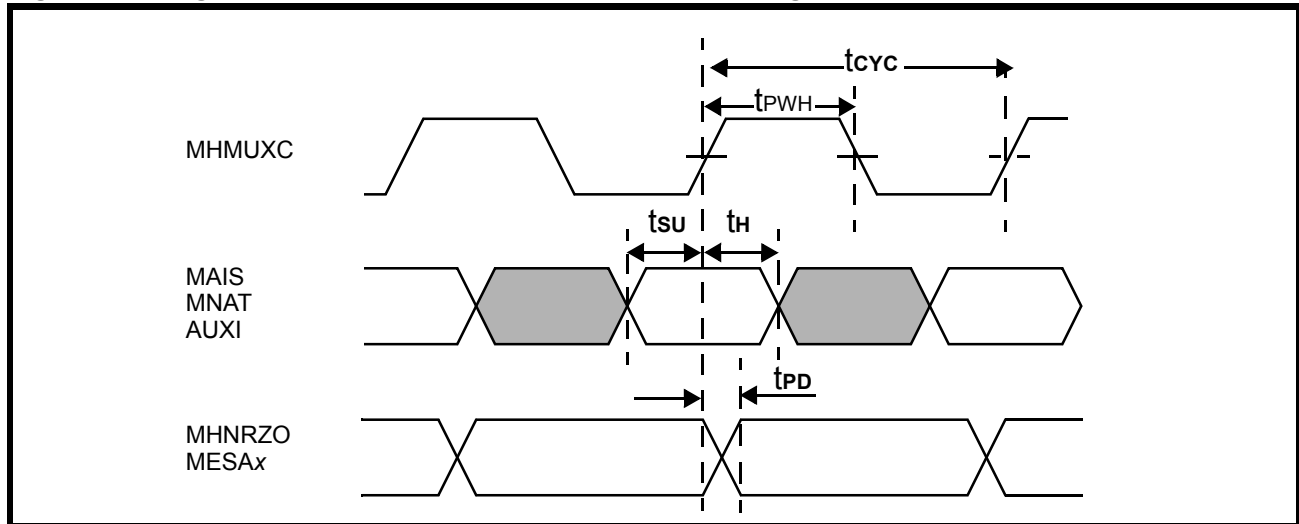 tCYC
tPWH
MHMUXC
tSU tH
MAIS
MNAT
AUXI
tPD
MHNRZO
MESAx